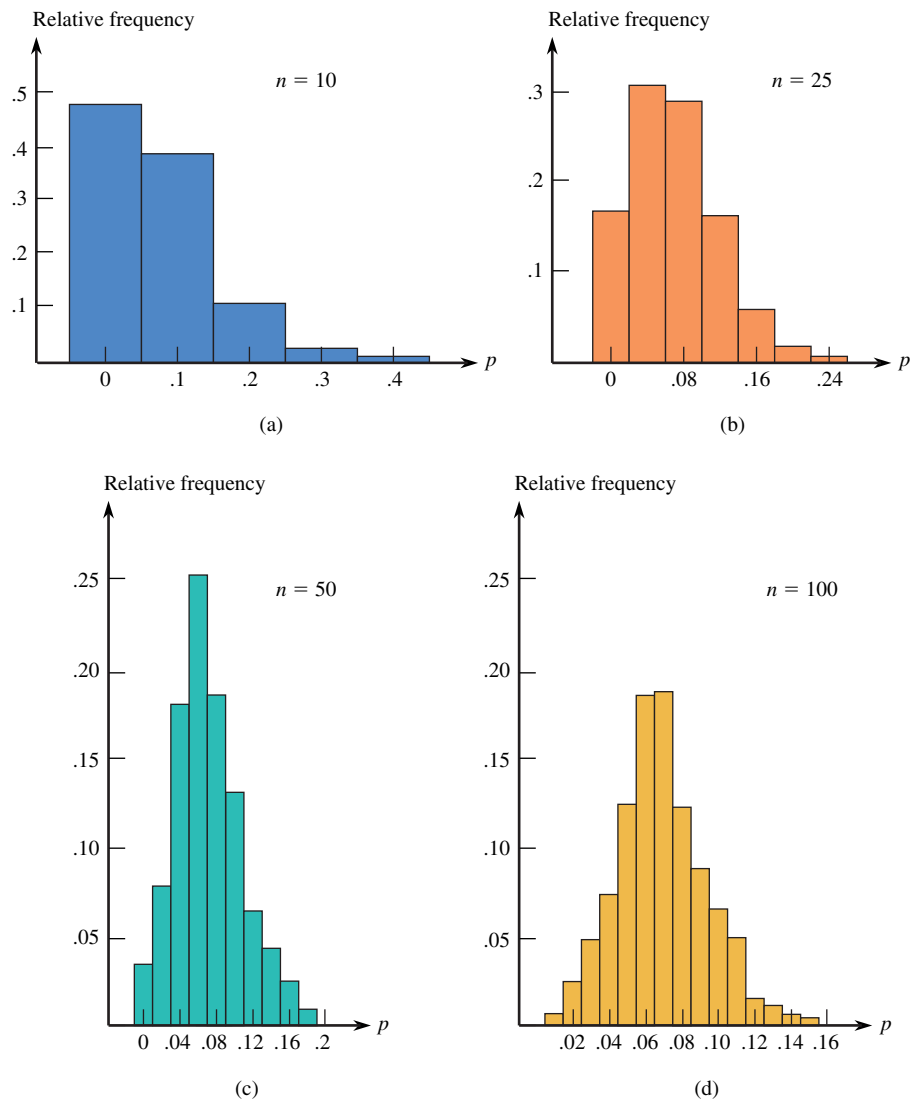 Relative frequency
n = 10
.5
.4
.3
.2
.1
0 .1 .2 .3 .4 p
(a)
Relative frequency
n = 25
.3
.2
.1
0 .08 .16 .24 p
(b)
Relative frequency
n = 50
.25
.20
.15
.10
.05
0 .04 .08 .12 .16 .2 p
(c)
Relative frequency
n = 100
.25
.20
.15
.10
.05
.02 .04 .06 .08 .10 .12 .14 .16 p
(d)